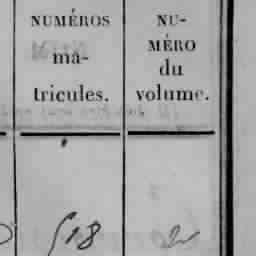 NUMÉROS
ma-
tricules.
NU-
MÉRO
du
volume.
518